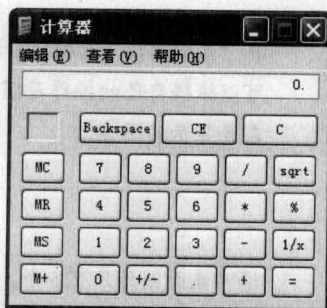 计算器
编辑(E) 查看(V) 帮助(H)
0.
Backspace CE C
MC 7 8 9 / sqrt
MR 4 5 6 * %
MS 1 2 3 - 1/x
M+ 0 +/- . + =